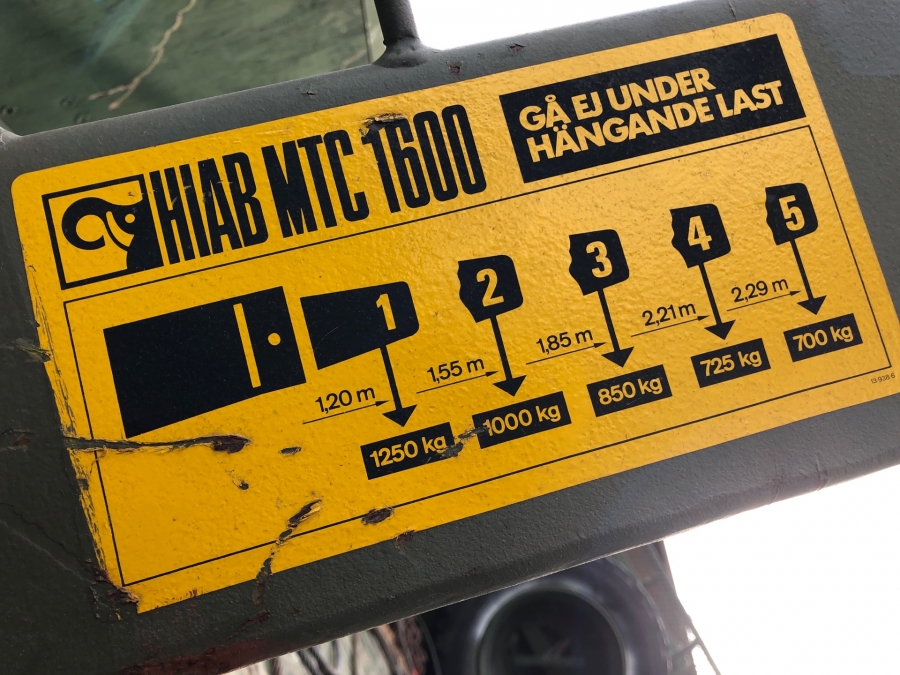 HIAB MTC 1600
GÅ EJ UNDER
HÄNGANDE LAST
1 2 3 4 5
1,20 m 1,55 m 1,85 m 2,21 m 2,29 m
1250 kg 1000 kg 850 kg 725 kg 700 kg